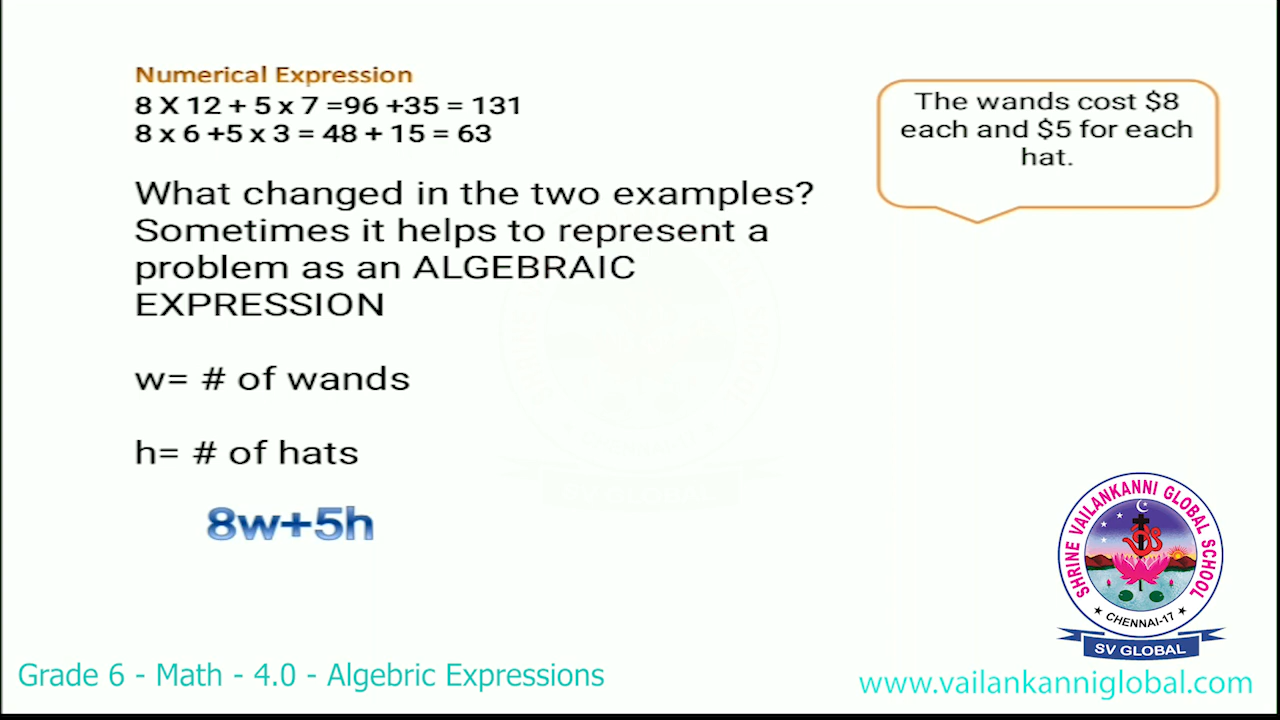 Numerical Expression
8 X 12 + 5 x 7 =96 +35 = 131
8 x 6 +5 x 3 = 48 + 15 = 63
The wands cost $8
each and $5 for each
hat.
What changed in the two examples?
Sometimes it helps to represent a
problem as an ALGEBRAIC
EXPRESSION
w= # of wands
h= # of hats
8w+5h
SHRINE VAILANKANNI GLOBAL SCHOOL
★ CHENNAI-17 ★
SV GLOBAL
Grade 6 - Math - 4.0 - Algebric Expressions
www.vailankanniglobal.com